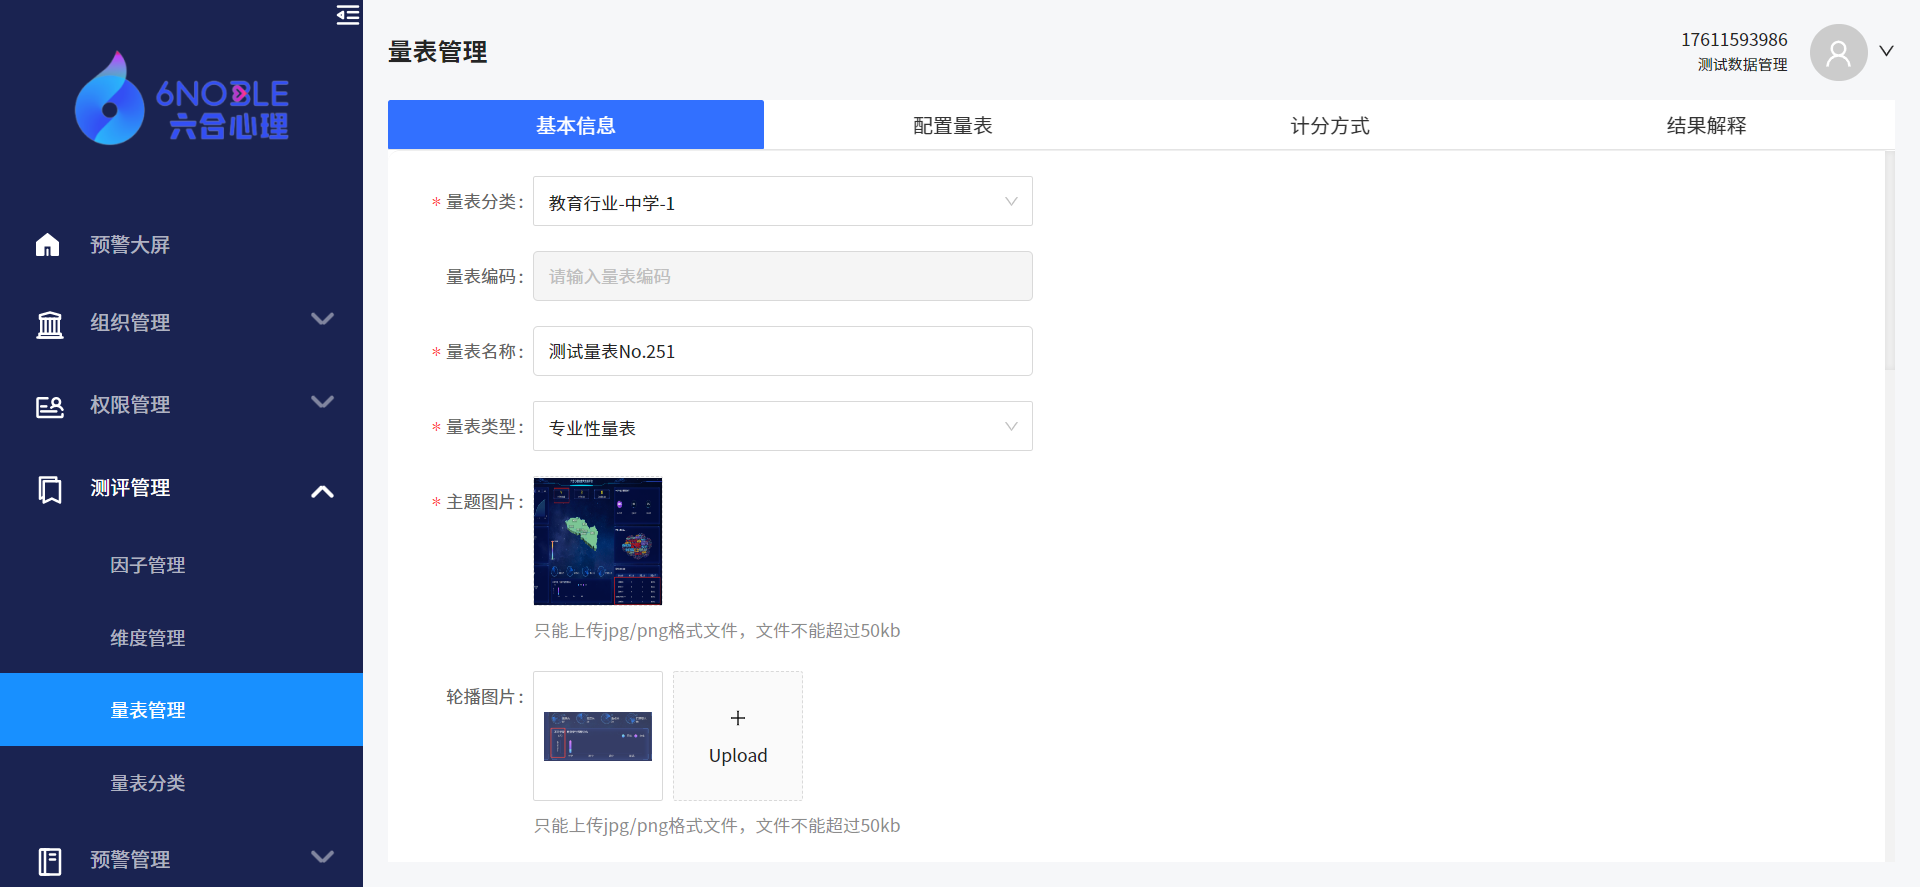 6NOBLE
六合心理
预警大屏
组织管理
权限管理
测评管理
因子管理
维度管理
量表管理
量表分类
预警管理
量表管理
17611593986
测试数据管理
基本信息
配置量表
计分方式
结果解释
* 量表分类：
教育行业-中学-1
量表编码：
请输入量表编码
* 量表名称：
测试量表No.251
* 量表类型：
专业性量表
* 主题图片：
只能上传jpg/png格式文件，文件不能超过50kb
轮播图片：
+
Upload
只能上传jpg/png格式文件，文件不能超过50kb